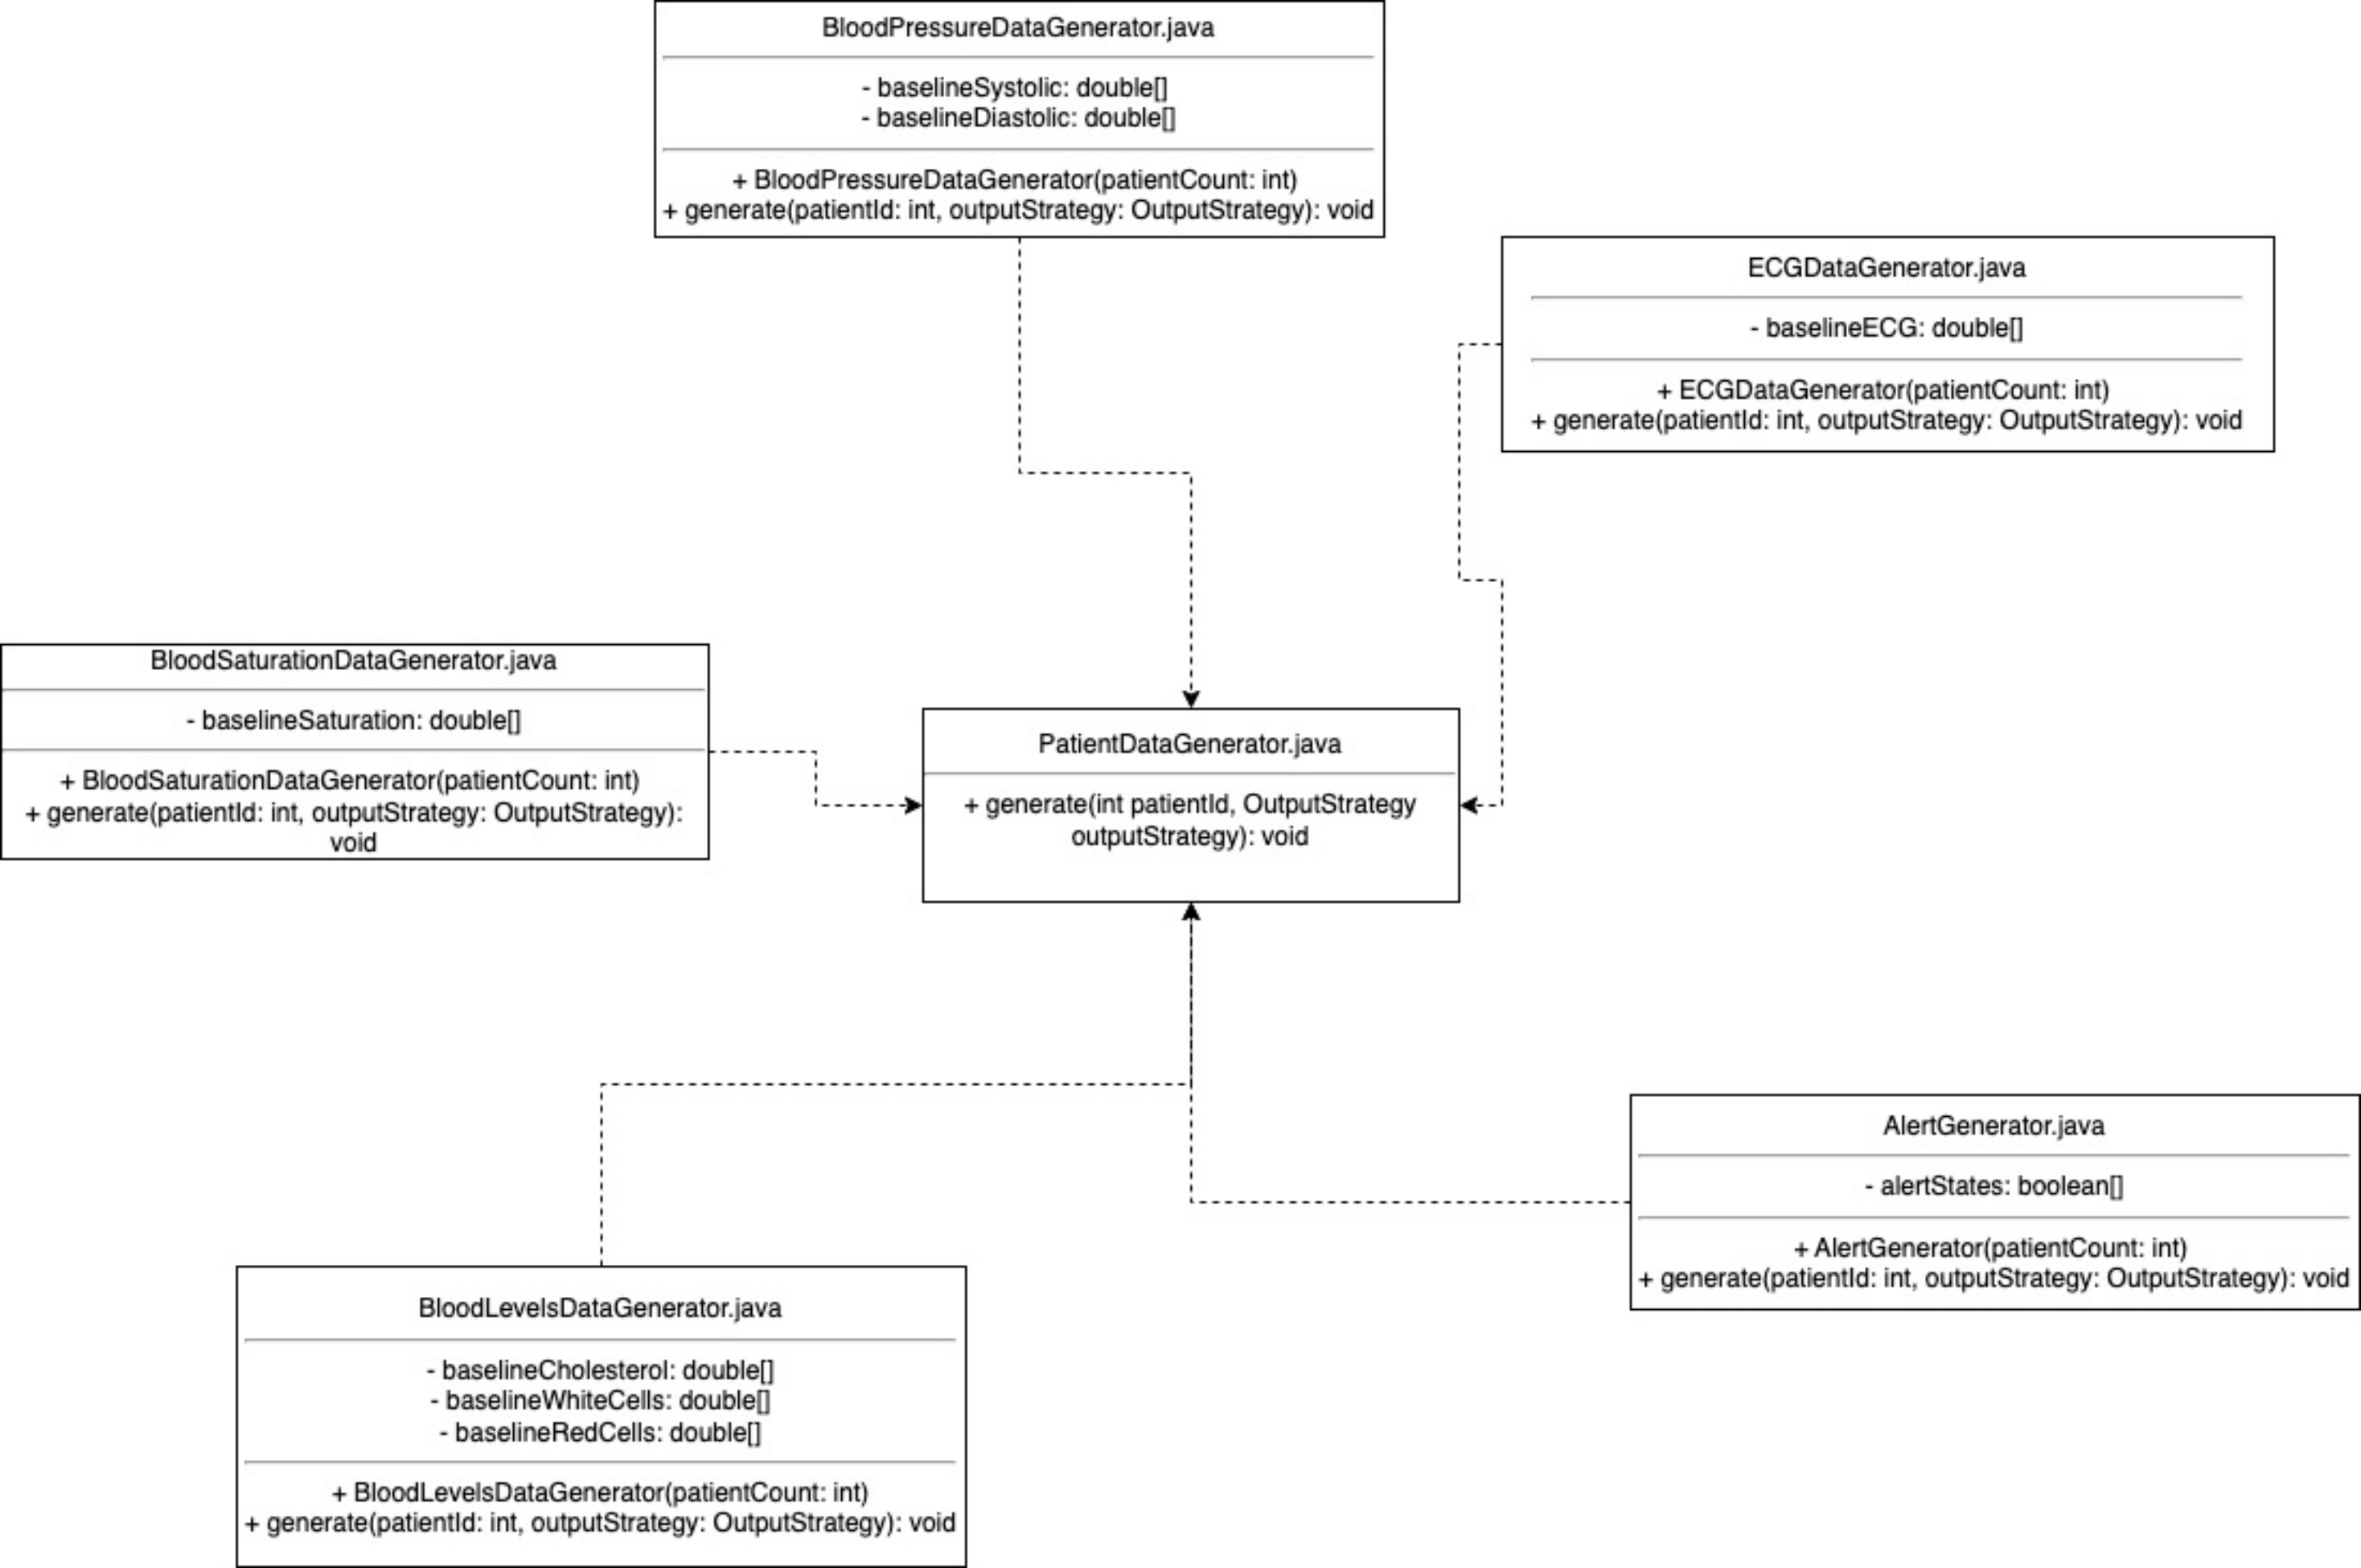 BloodPressureDataGenerator.java
- baselineSystolic: double[]
- baselineDiastolic: double[]
+ BloodPressureDataGenerator(patientCount: int)
+ generate(patientId: int, outputStrategy: OutputStrategy): void
ECGDataGenerator.java
- baselineECG: double[]
+ ECGDataGenerator(patientCount: int)
+ generate(patientId: int, outputStrategy: OutputStrategy): void
BloodSaturationDataGenerator.java
- baselineSaturation: double[]
+ BloodSaturationDataGenerator(patientCount: int)
+ generate(patientId: int, outputStrategy: OutputStrategy):
void
PatientDataGenerator.java
+ generate(int patientId, OutputStrategy
outputStrategy): void
AlertGenerator.java
- alertStates: boolean[]
+ AlertGenerator(patientCount: int)
+ generate(patientId: int, outputStrategy: OutputStrategy): void
BloodLevelsDataGenerator.java
- baselineCholesterol: double[]
- baselineWhiteCells: double[]
- baselineRedCells: double[]
+ BloodLevelsDataGenerator(patientCount: int)
+ generate(patientId: int, outputStrategy: OutputStrategy): void